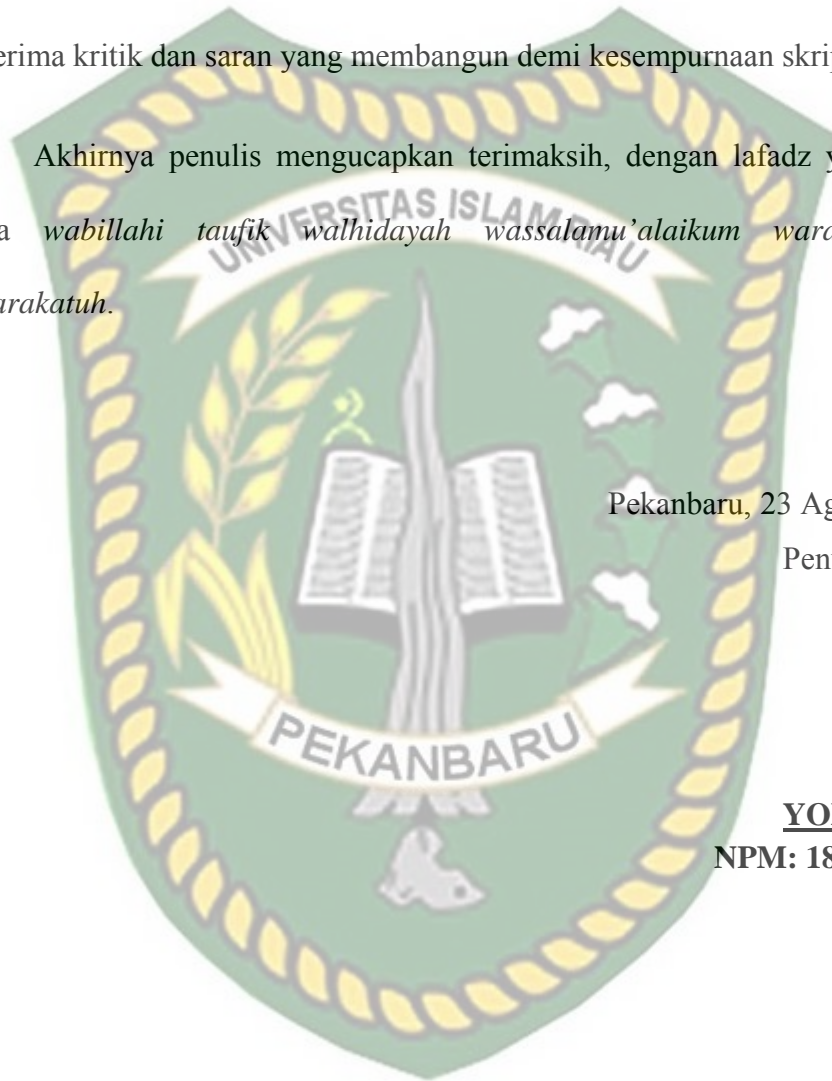 erima kritik dan saran yang membangun demi kesempurnaan skrip
Akhirnya penulis mengucapkan terimaksih, dengan lafadz y
a wabillahi taufik walhidayah wassalamu’alaikum wara
arakatuh.
UNIVERSITAS ISLAM RIAU
Pekanbaru, 23 Ag
Pen
PEKANBARU
YO
NPM: 18